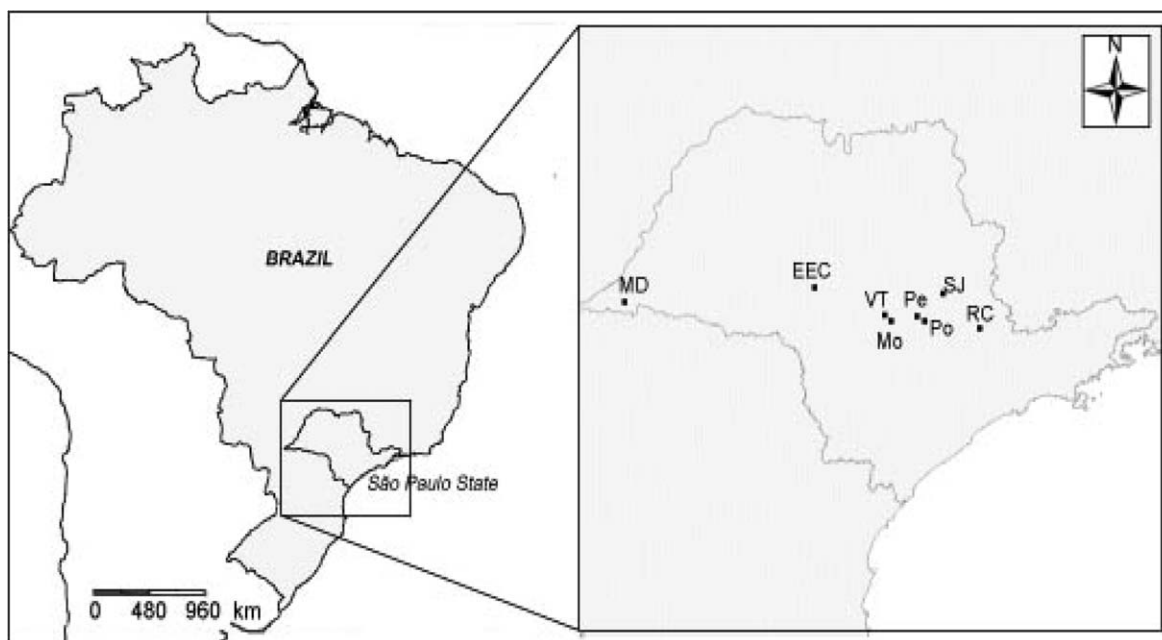 N
BRAZIL
MD
EEC
SJ
VT
Pe
RC
Mo
Po
São Paulo State
0 480 960 km